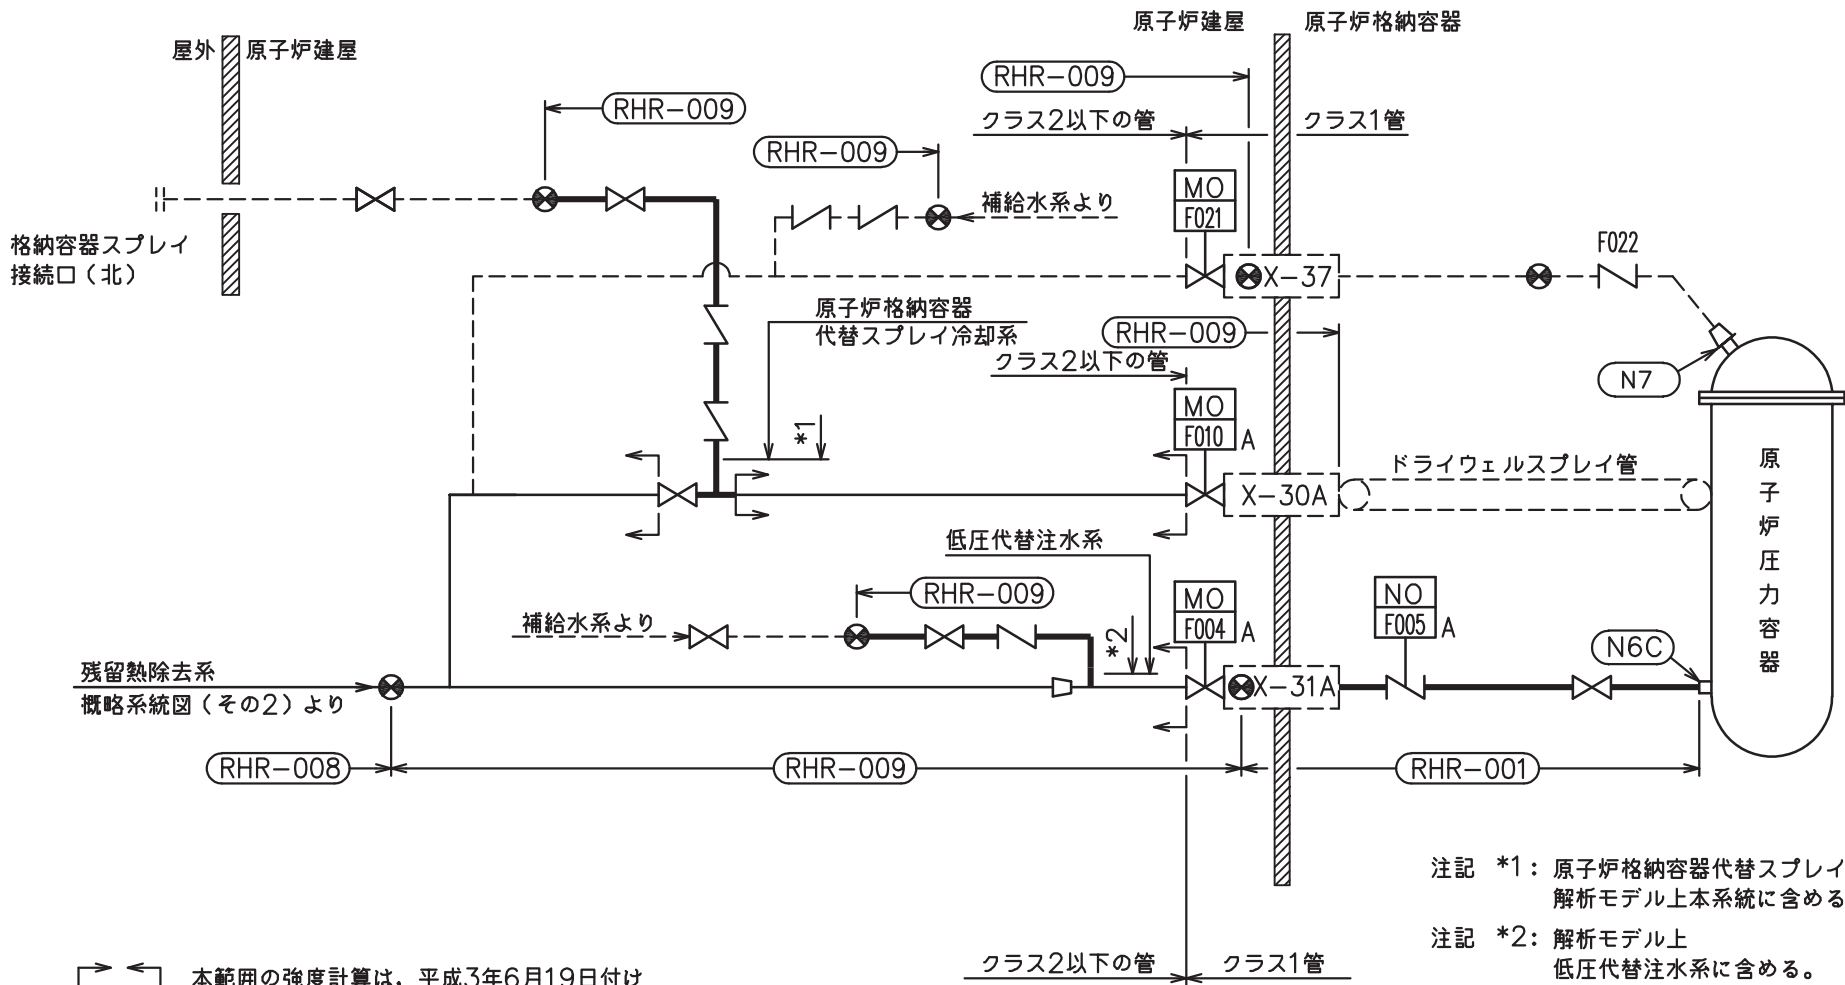 原子炉建屋
原子炉格納容器
屋外
原子炉建屋
RHR-009
RHR-009
RHR-009
クラス2以下の管
クラス1管
MO
F021
補給水系より
格納容器スプレイ
接続口(北)
F022
X-37
原子炉格納容器
代替スプレイ冷却系
RHR-009
クラス2以下の管
N7
MO
F010
A
*1
ドライウェルスプレイ管
X-30A
原子炉圧力容器
低圧代替注水系
RHR-009
補給水系より
MO
F004
A
NO
F005
A
*2
N6C
残留熱除去系
概略系統図(その2)より
X-31A
RHR-008
RHR-009
RHR-001
注記 *1: 原子炉格納容器代替スプレイ
解析モデル上本系統に含める
注記 *2: 解析モデル上
低圧代替注水系に含める。
クラス2以下の管
クラス1管
本範囲の強度計算は,平成3年6月19日付け